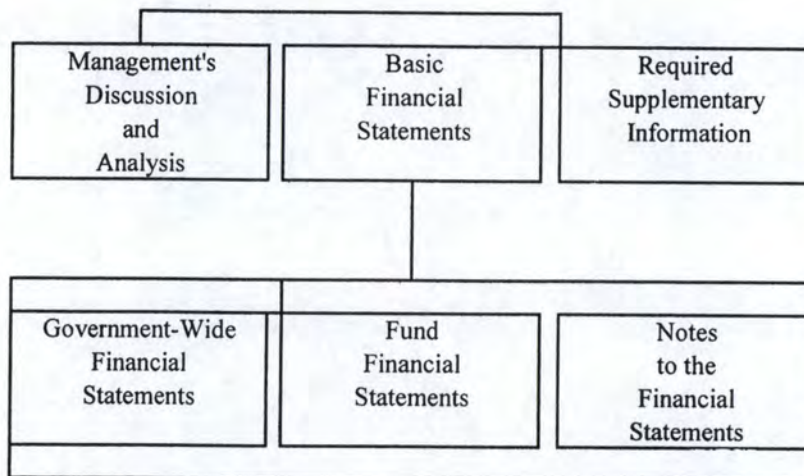 Management's
Discussion
and
Analysis
Basic
Financial
Statements
Required
Supplementary
Information
Government-Wide
Financial
Statements
Fund
Financial
Statements
Notes
to the
Financial
Statements